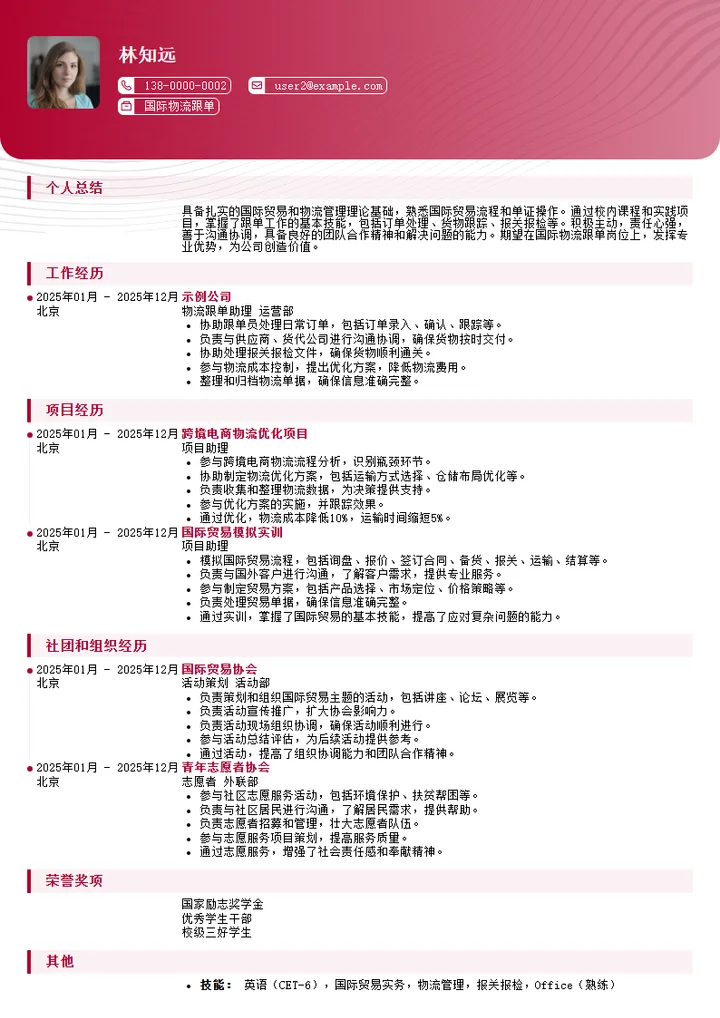 林知远
138-0000-0002
user2@example.com
国际物流跟单
个人总结
具备扎实的国际贸易和物流管理理论基础，熟悉国际贸易流程和单证操作。通过校内课程和实践项
目，掌握了跟单工作的基本技能，包括订单处理、货物跟踪、报关报检等。积极主动，责任心强，
善于沟通协调，具备良好的团队合作精神和解决问题的能力。期望在国际物流跟单岗位上，发挥专
业优势，为公司创造价值。
工作经历
2025年01月 - 2025年12月 示例公司
北京 物流跟单助理 运营部
• 协助跟单员处理日常订单，包括订单录入、确认、跟踪等。
• 负责与供应商、货代公司进行沟通协调，确保货物按时交付。
• 协助处理报关报检文件，确保货物顺利通关。
• 参与物流成本控制，提出优化方案，降低物流费用。
• 整理和归档物流单据，确保信息准确完整。
项目经历
2025年01月 - 2025年12月 跨境电商物流优化项目
北京 项目助理
• 参与跨境电商物流流程分析，识别瓶颈环节。
• 协助制定物流优化方案，包括运输方式选择、仓储布局优化等。
• 负责收集和整理物流数据，为决策提供支持。
• 参与优化方案的实施，并跟踪效果。
• 通过优化，物流成本降低10%，运输时间缩短5%。
2025年01月 - 2025年12月 国际贸易模拟实训
北京 项目助理
• 模拟国际贸易流程，包括询盘、报价、签订合同、备货、报关、运输、结算等。
• 负责与国外客户进行沟通，了解客户需求，提供专业服务。
• 参与制定贸易方案，包括产品选择、市场定位、价格策略等。
• 负责处理贸易单据，确保信息准确完整。
• 通过实训，掌握了国际贸易的基本技能，提高了应对复杂问题的能力。
社团和组织经历
2025年01月 - 2025年12月 国际贸易协会
北京 活动策划 活动部
• 负责策划和组织国际贸易主题的活动，包括讲座、论坛、展览等。
• 负责活动宣传推广，扩大协会影响力。
• 负责活动现场组织协调，确保活动顺利进行。
• 参与活动总结评估，为后续活动提供参考。
• 通过活动，提高了组织协调能力和团队合作精神。
2025年01月 - 2025年12月 青年志愿者协会
北京 志愿者 外联部
• 参与社区志愿服务活动，包括环境保护、扶贫帮困等。
• 负责与社区居民进行沟通，了解居民需求，提供帮助。
• 负责志愿者招募和管理，壮大志愿者队伍。
• 参与志愿服务项目策划，提高服务质量。
• 通过志愿服务，增强了社会责任感和奉献精神。
荣誉奖项
国家励志奖学金
优秀学生干部
校级三好学生
其他
• 技能： 英语（CET-6），国际贸易实务，物流管理，报关报检，Office（熟练）